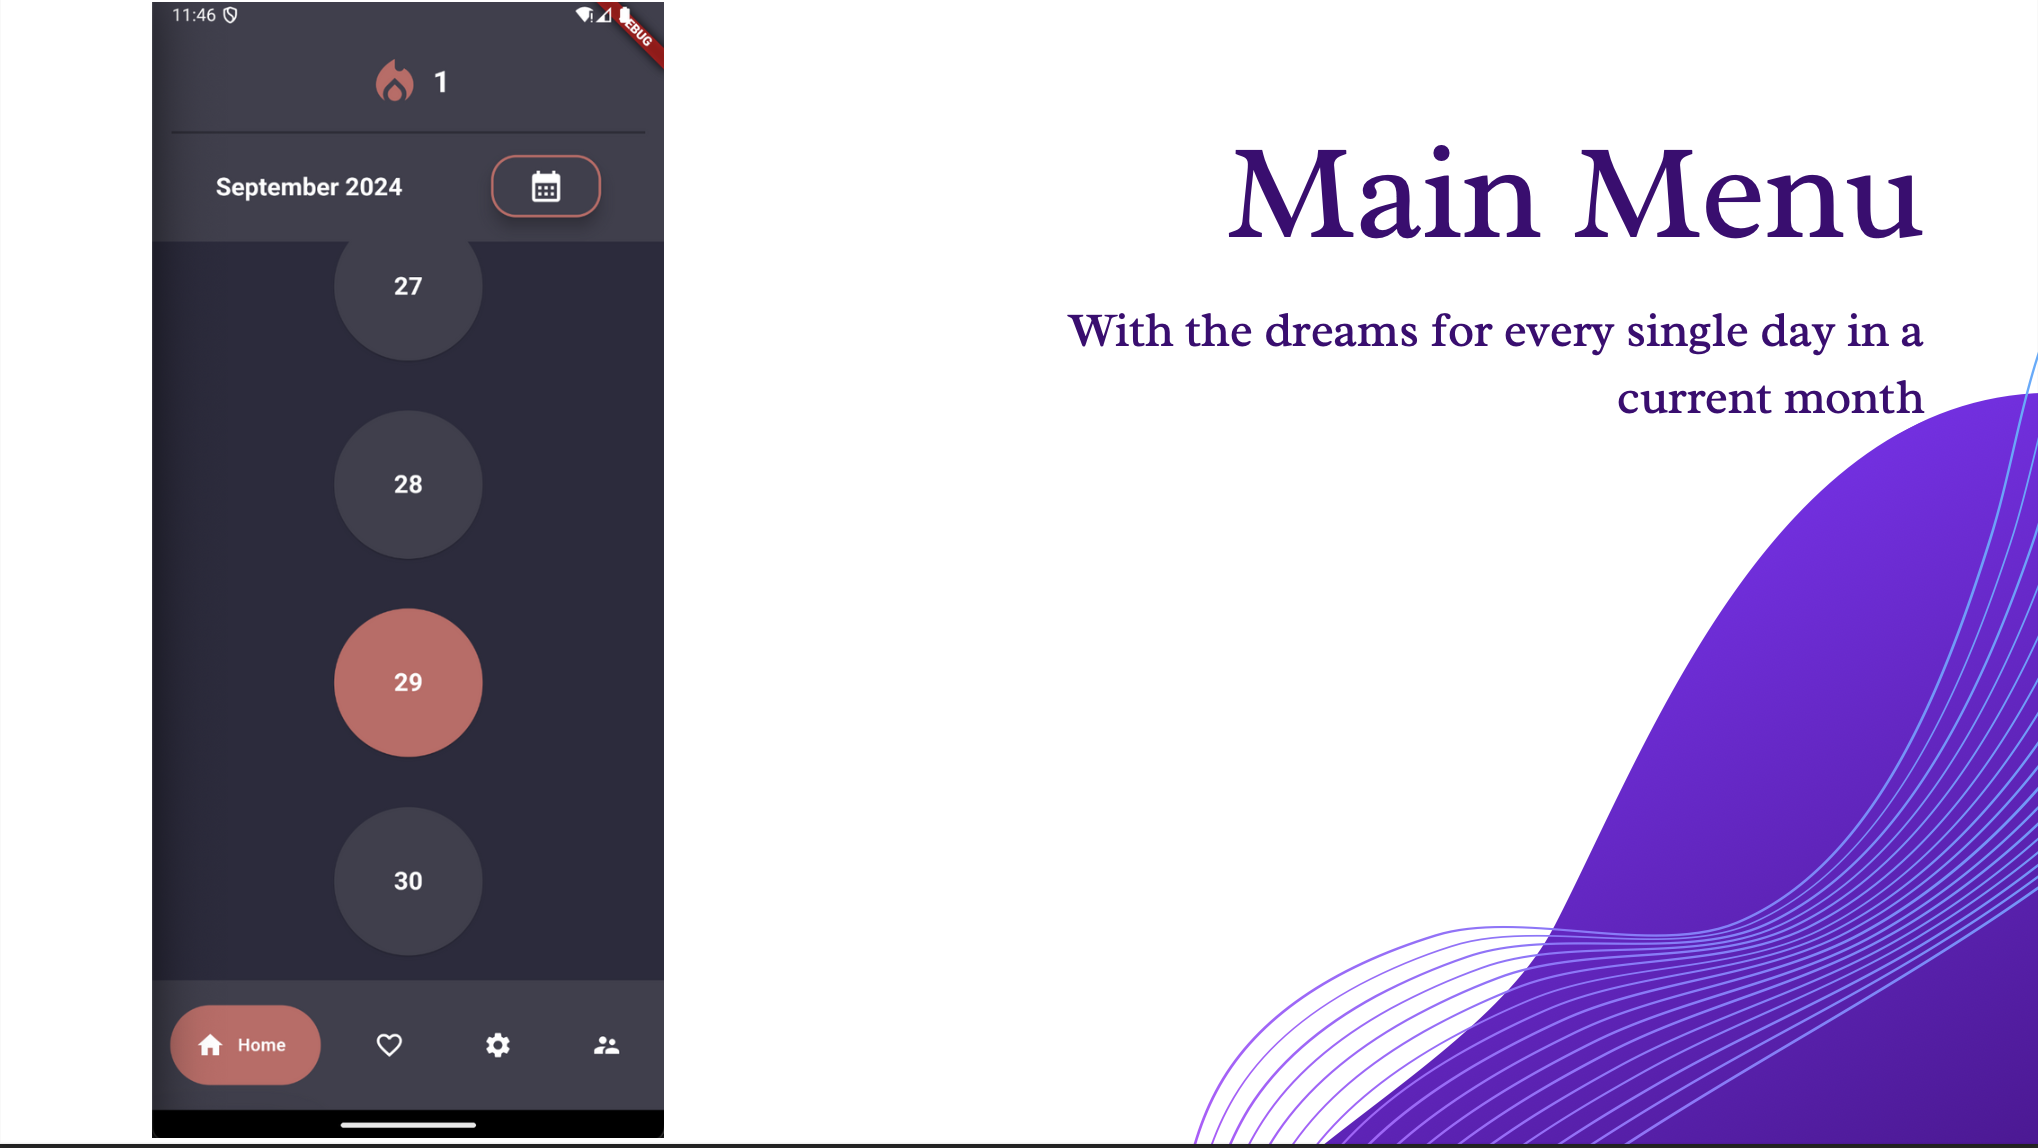 11:46
EBUG
1
September 2024
27
28
29
30
Home
Main Menu
With the dreams for every single day in a
current month